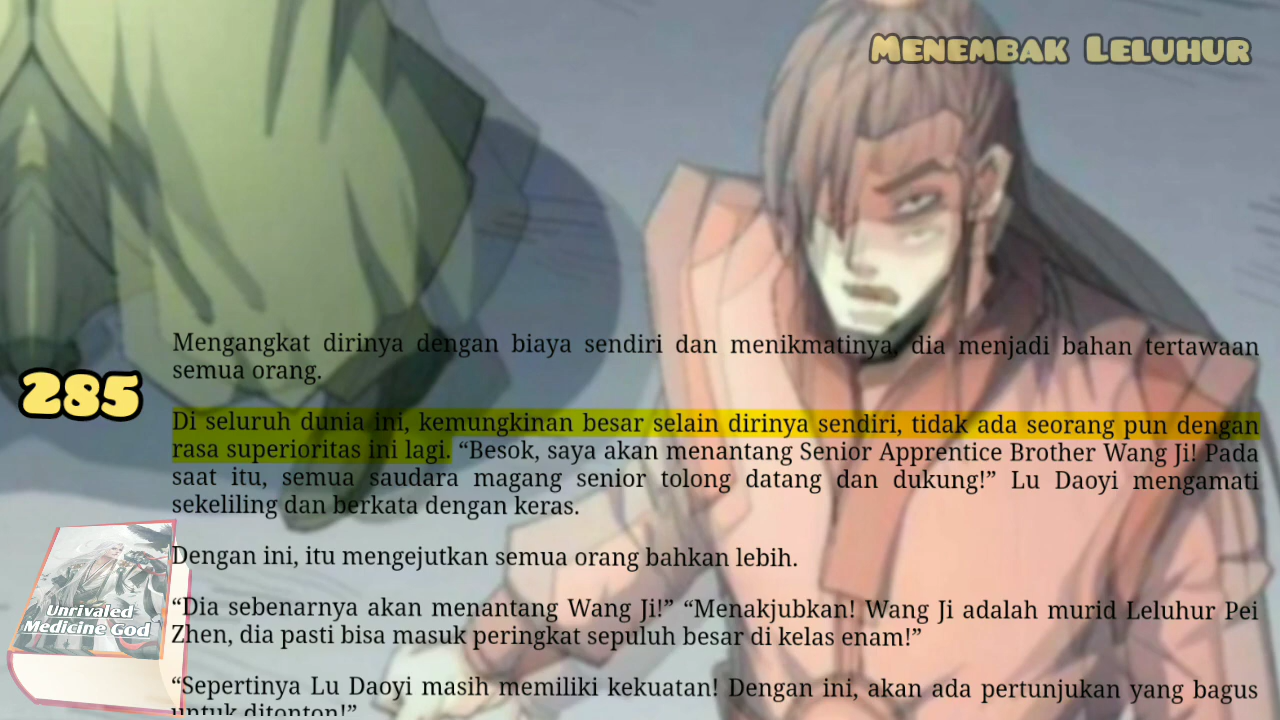 Menembak Leluhur
Mengangkat dirinya dengan biaya sendiri dan menikmatinya, dia menjadi bahan tertawaan
semua orang.
285
Di seluruh dunia ini, kemungkinan besar selain dirinya sendiri, tidak ada seorang pun dengan
rasa superioritas ini lagi. “Besok, saya akan menantang Senior Apprentice Brother Wang Ji! Pada
saat itu, semua saudara magang senior tolong datang dan dukung!” Lu Daoyi mengamati
sekeliling dan berkata dengan keras.
Dengan ini, itu mengejutkan semua orang bahkan lebih.
“Dia sebenarnya akan menantang Wang Ji!” “Menakjubkan! Wang Ji adalah murid Leluhur Pei
Zhen, dia pasti bisa masuk peringkat sepuluh besar di kelas enam!”
Unrivaled
Medicine God
“Sepertinya Lu Daoyi masih memiliki kekuatan! Dengan ini, akan ada pertunjukan yang bagus
untuk ditonton!”